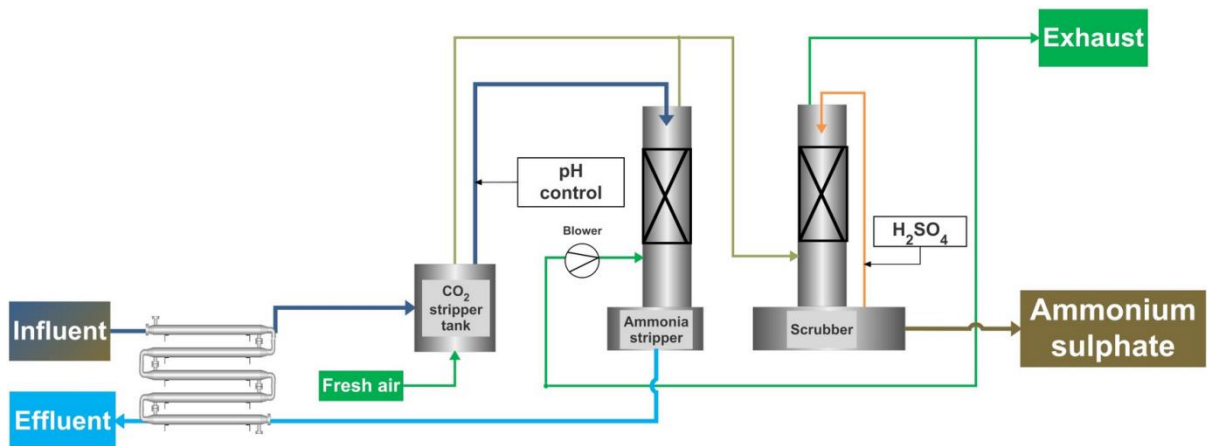 Exhaust
pH
control
Blower
H₂SO₄
CO₂
stripper
tank
Influent
Ammonia
stripper
Scrubber
Ammonium
sulphate
Fresh air
Effluent